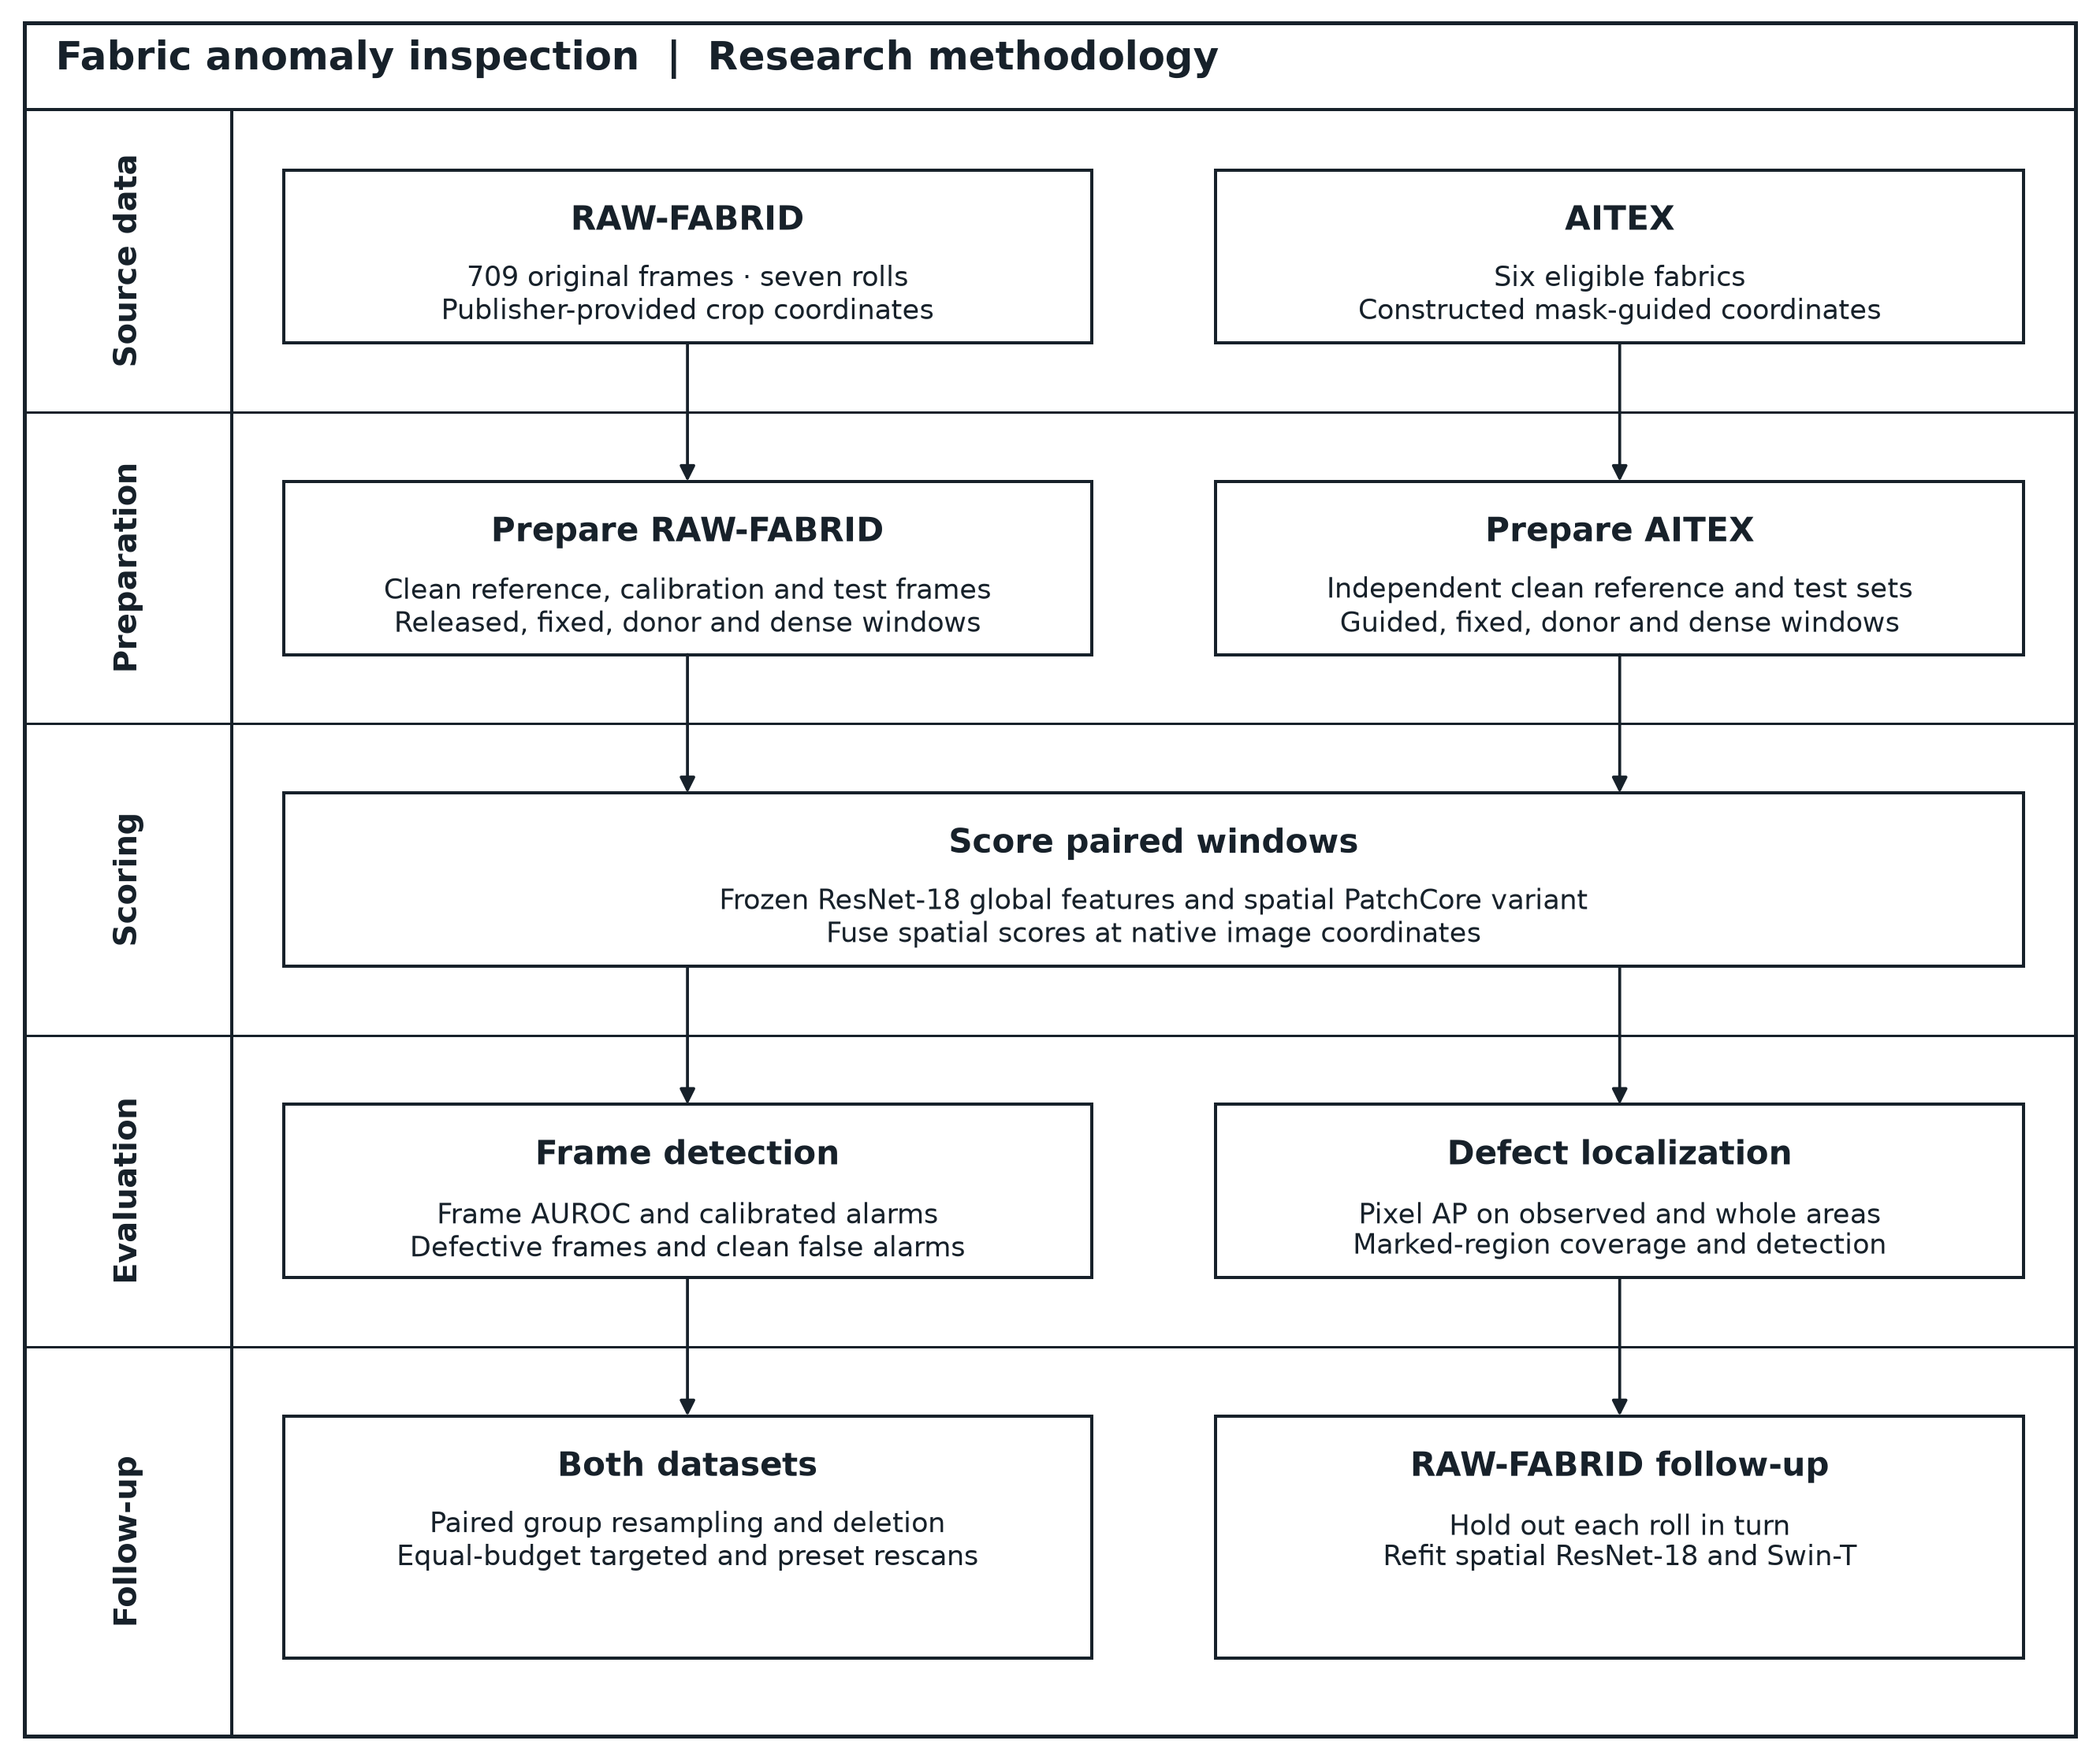 Fabric anomaly inspection | Research methodology
Source data
RAW-FABRID
709 original frames · seven rolls
Publisher-provided crop coordinates
AITEX
Six eligible fabrics
Constructed mask-guided coordinates
Preparation
Prepare RAW-FABRID
Clean reference, calibration and test frames
Released, fixed, donor and dense windows
Prepare AITEX
Independent clean reference and test sets
Guided, fixed, donor and dense windows
Scoring
Score paired windows
Frozen ResNet-18 global features and spatial PatchCore variant
Fuse spatial scores at native image coordinates
Evaluation
Frame detection
Frame AUROC and calibrated alarms
Defective frames and clean false alarms
Defect localization
Pixel AP on observed and whole areas
Marked-region coverage and detection
Follow-up
Both datasets
Paired group resampling and deletion
Equal-budget targeted and preset rescans
RAW-FABRID follow-up
Hold out each roll in turn
Refit spatial ResNet-18 and Swin-T